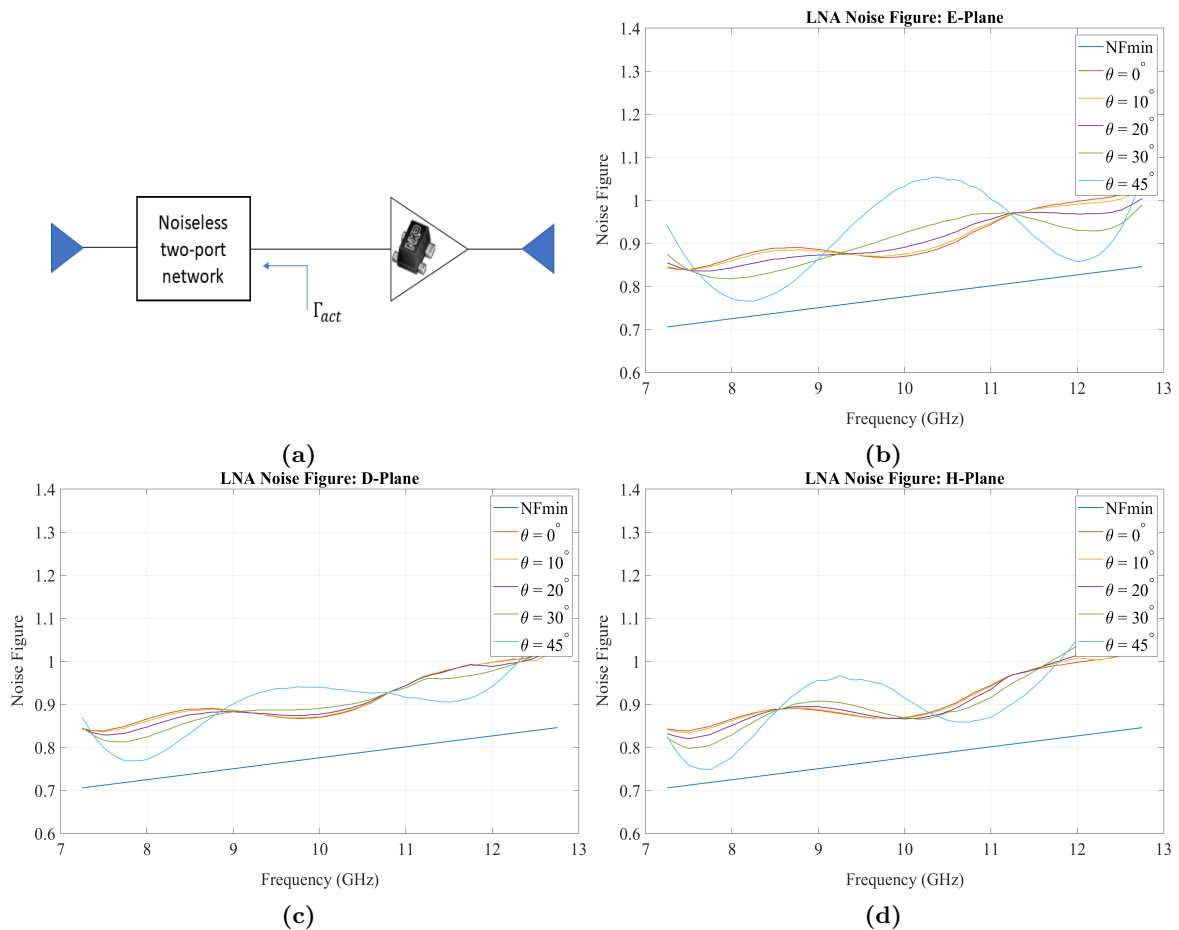 Noiseless
two-port
network
Γact
NXP
(a)
LNA Noise Figure: E-Plane
1.4
1.3
1.2
1.1
1
0.9
0.8
0.7
0.6
Noise Figure
NFmin
θ = 0°
θ = 10°
θ = 20°
θ = 30°
θ = 45°
7 8 9 10 11 12 13
Frequency (GHz)
(b)
LNA Noise Figure: D-Plane
1.4
1.3
1.2
1.1
1
0.9
0.8
0.7
0.6
Noise Figure
NFmin
θ = 0°
θ = 10°
θ = 20°
θ = 30°
θ = 45°
7 8 9 10 11 12 13
Frequency (GHz)
(c)
LNA Noise Figure: H-Plane
1.4
1.3
1.2
1.1
1
0.9
0.8
0.7
0.6
Noise Figure
NFmin
θ = 0°
θ = 10°
θ = 20°
θ = 30°
θ = 45°
7 8 9 10 11 12 13
Frequency (GHz)
(d)